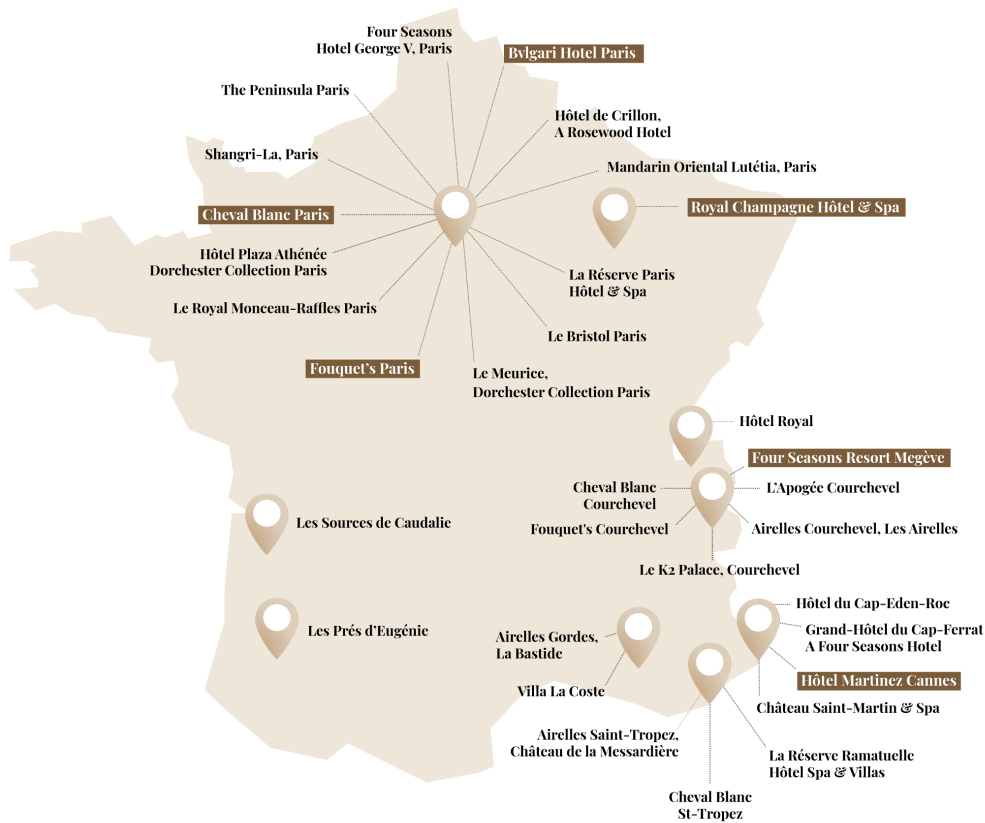 Four Seasons
Hotel George V, Paris
Bvlgari Hotel Paris
The Peninsula Paris
Hôtel de Crillon,
A Rosewood Hotel
Shangri-La, Paris
Mandarin Oriental Lutétia, Paris
Cheval Blanc Paris
Royal Champagne Hôtel & Spa
Hôtel Plaza Athénée
Dorchester Collection Paris
La Réserve Paris
Hôtel & Spa
Le Royal Monceau-Raffles Paris
Le Bristol Paris
Fouquet's Paris
Le Meurice,
Dorchester Collection Paris
Hôtel Royal
Four Seasons Resort Megève
Cheval Blanc
Courchevel
L'Apogée Courchevel
Fouquet's Courchevel
Airelles Courchevel, Les Airelles
Les Sources de Caudalie
Le K2 Palace, Courchevel
Hôtel du Cap-Eden-Roc
Les Prés d'Eugénie
Grand-Hôtel du Cap-Ferrat
A Four Seasons Hotel
Airelles Gordes,
La Bastide
Hôtel Martinez Cannes
Villa La Coste
Château Saint-Martin & Spa
Airelles Saint-Tropez,
Château de la Messardière
La Réserve Ramatuelle
Hôtel Spa & Villas
Cheval Blanc
St-Tropez